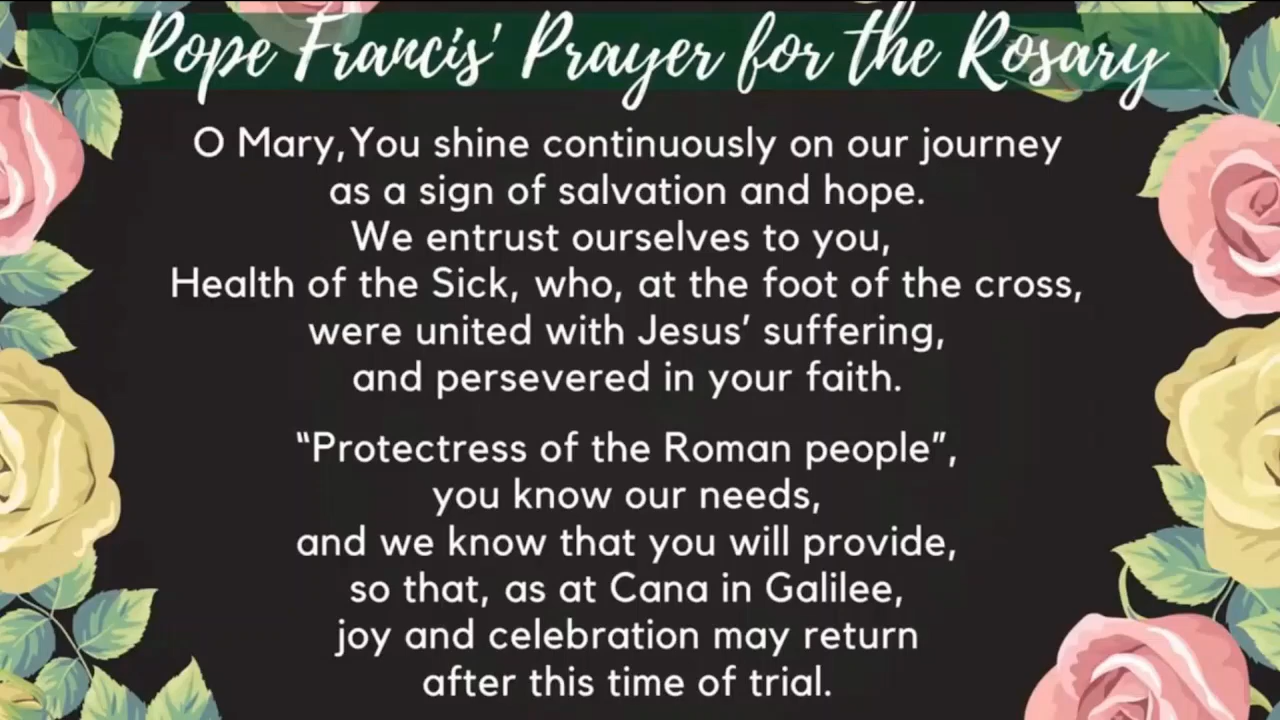 Pope Francis' Prayer for the Rosary
O Mary,You shine continuously on our journey
as a sign of salvation and hope.
We entrust ourselves to you,
Health of the Sick, who, at the foot of the cross,
were united with Jesus’ suffering,
and persevered in your faith.
“Protectress of the Roman people”,
you know our needs,
and we know that you will provide,
so that, as at Cana in Galilee,
joy and celebration may return
after this time of trial.